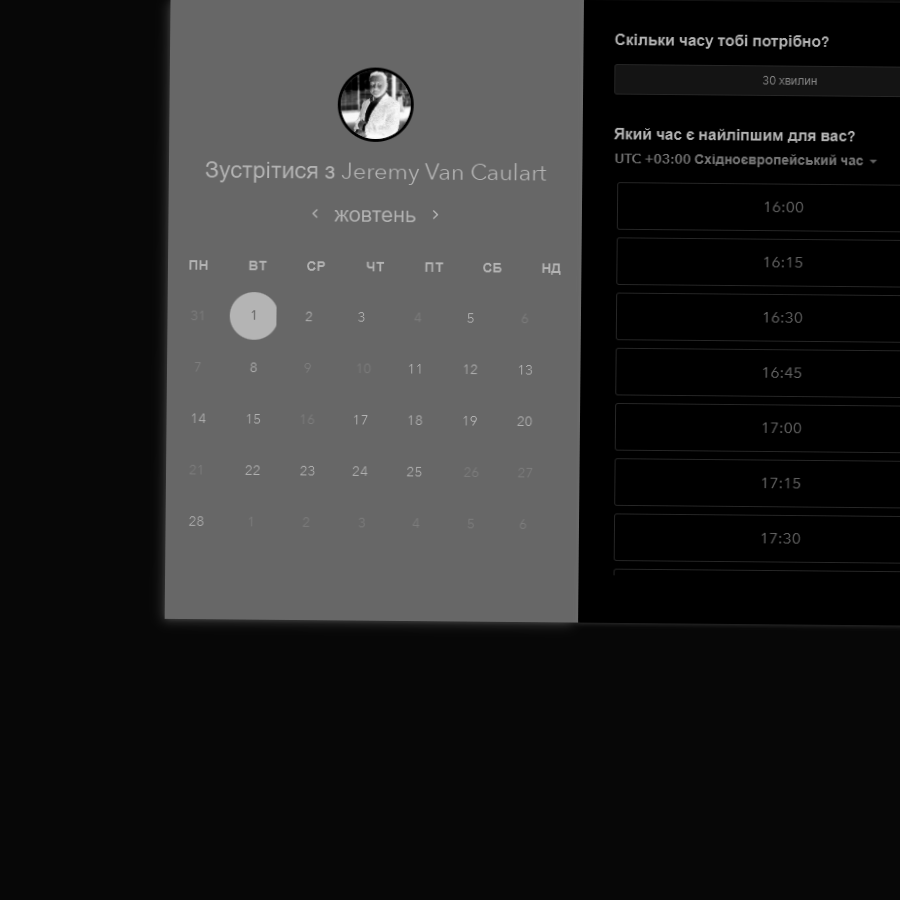 Зустрітися з Jeremy Van Caulart
жовтень
ПН ВТ СР ЧТ ПТ СБ НД
31 1 2 3 4 5 6
7 8 9 10 11 12 13
14 15 16 17 18 19 20
21 22 23 24 25 26 27
28 1 2 3 4 5 6
Скільки часу тобі потрібно?
30 хвилин
Який час є найліпшим для вас?
UTC +03:00 Східноєвропейський час
16:00
16:15
16:30
16:45
17:00
17:15
17:30